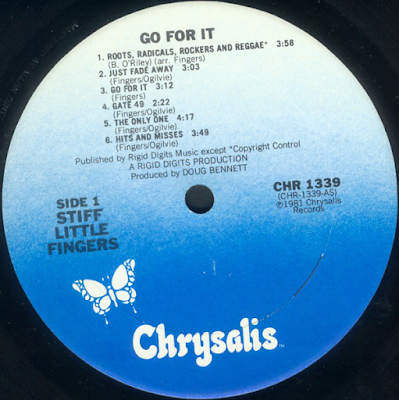 GO FOR IT
1. ROOTS, RADICALS, ROCKERS AND REGGAE* 3:58
(B. O'Riley) (arr. Fingers)
2. JUST FADE AWAY 3:03
(Fingers/Ogilvie)
3. GO FOR IT 3:12
(Fingers)
4. GATE 49 2:22
(Fingers/Ogilvie)
5. THE ONLY ONE 4:17
(Fingers/Ogilvie)
6. HITS AND MISSES 3:49
(Fingers/Ogilvie)
Published by Rigid Digits Music except *Copyright Control
A RIGID DIGITS PRODUCTION
Produced by DOUG BENNETT
SIDE 1
STIFF
LITTLE
FINGERS
CHR 1339
(CHR-1339-AS)
℗1981 Chrysalis
Records
Chrysalis